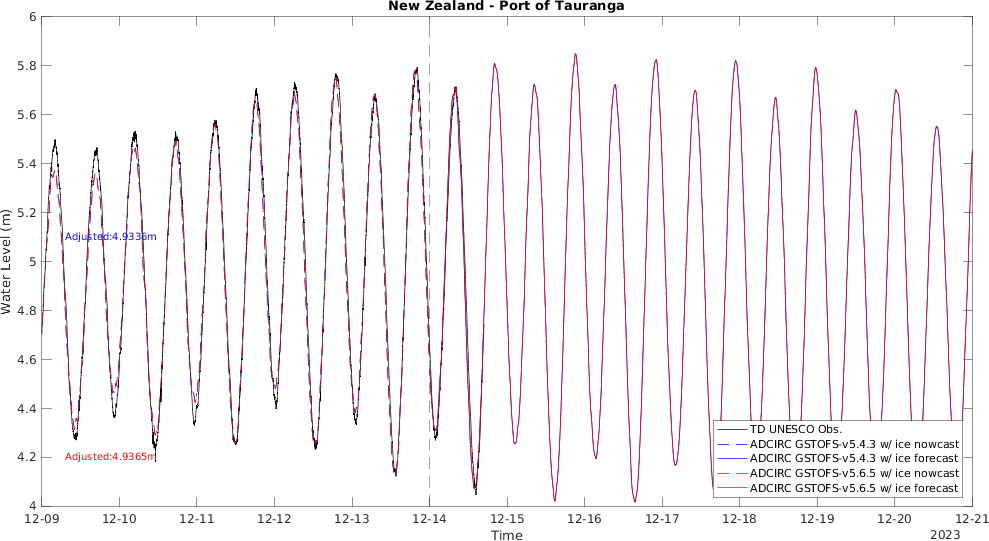 New Zealand - Port of Tauranga
6
5.8
5.6
5.4
5.2
5
4.8
4.6
4.4
4.2
4
Water Level (m)
Adjusted:4.9336m
Adjusted:4.9365m
TD UNESCO Obs.
ADCIRC GSTOFS-v5.4.3 w/ ice nowcast
ADCIRC GSTOFS-v5.4.3 w/ ice forecast
ADCIRC GSTOFS-v5.6.5 w/ ice nowcast
ADCIRC GSTOFS-v5.6.5 w/ ice forecast
12-09 12-10 12-11 12-12 12-13 12-14 12-15 12-16 12-17 12-18 12-19 12-20 12-21
Time
2023